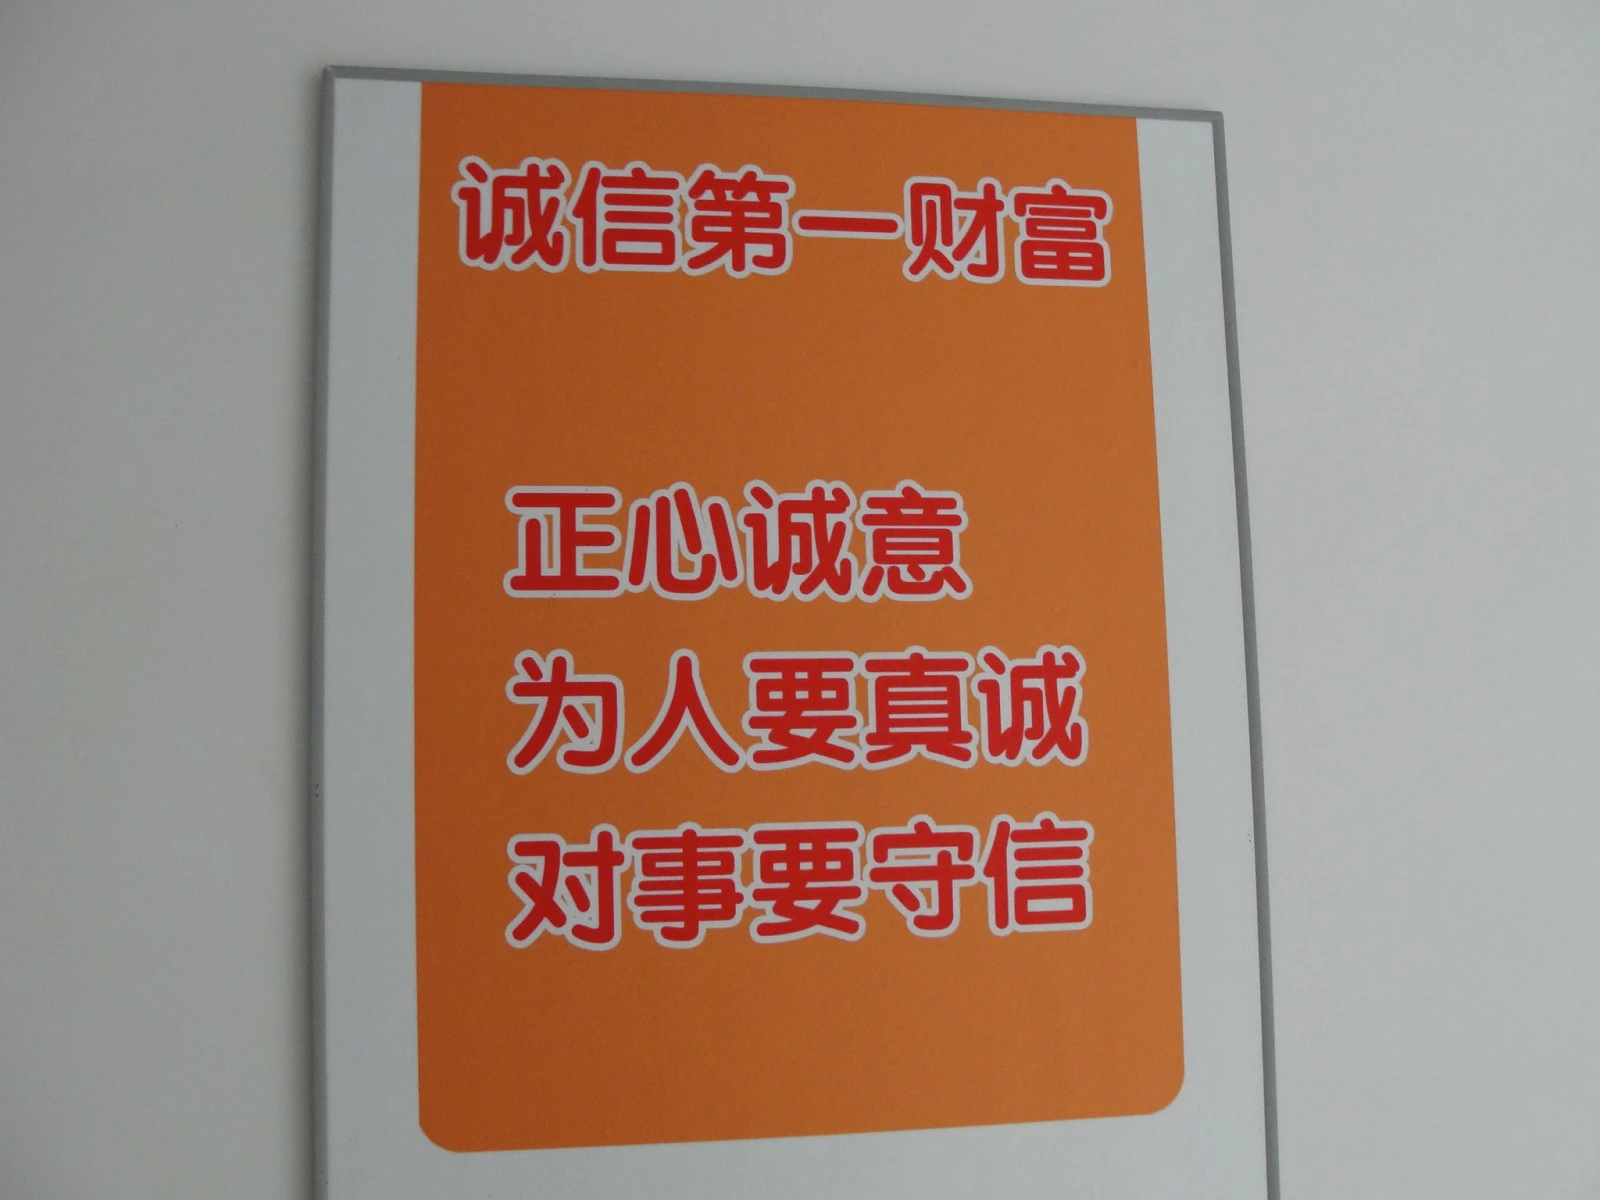 诚信第一财富
正心诚意
为人要真诚
对事要守信